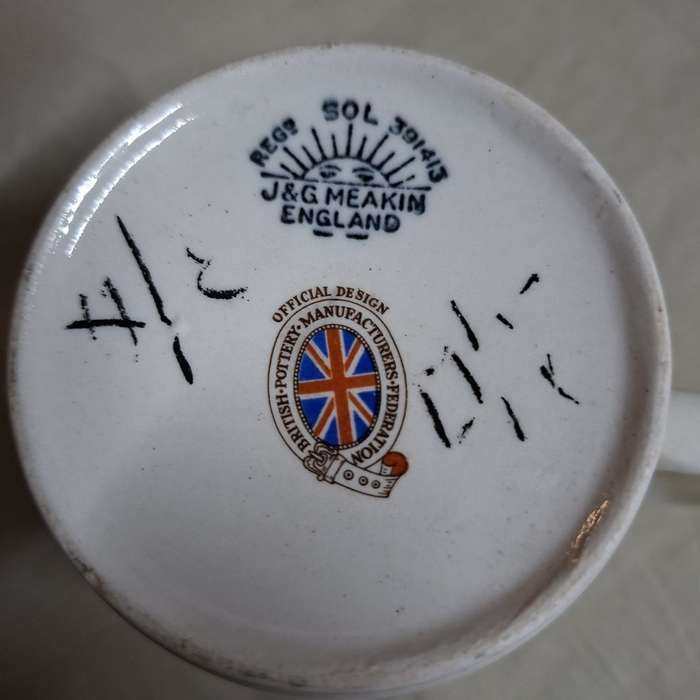 REGD SOL 391413
J&G MEAKIN
ENGLAND
OFFICIAL DESIGN
BRITISH·POTTERY·MANUFACTURERS·FEDERATION